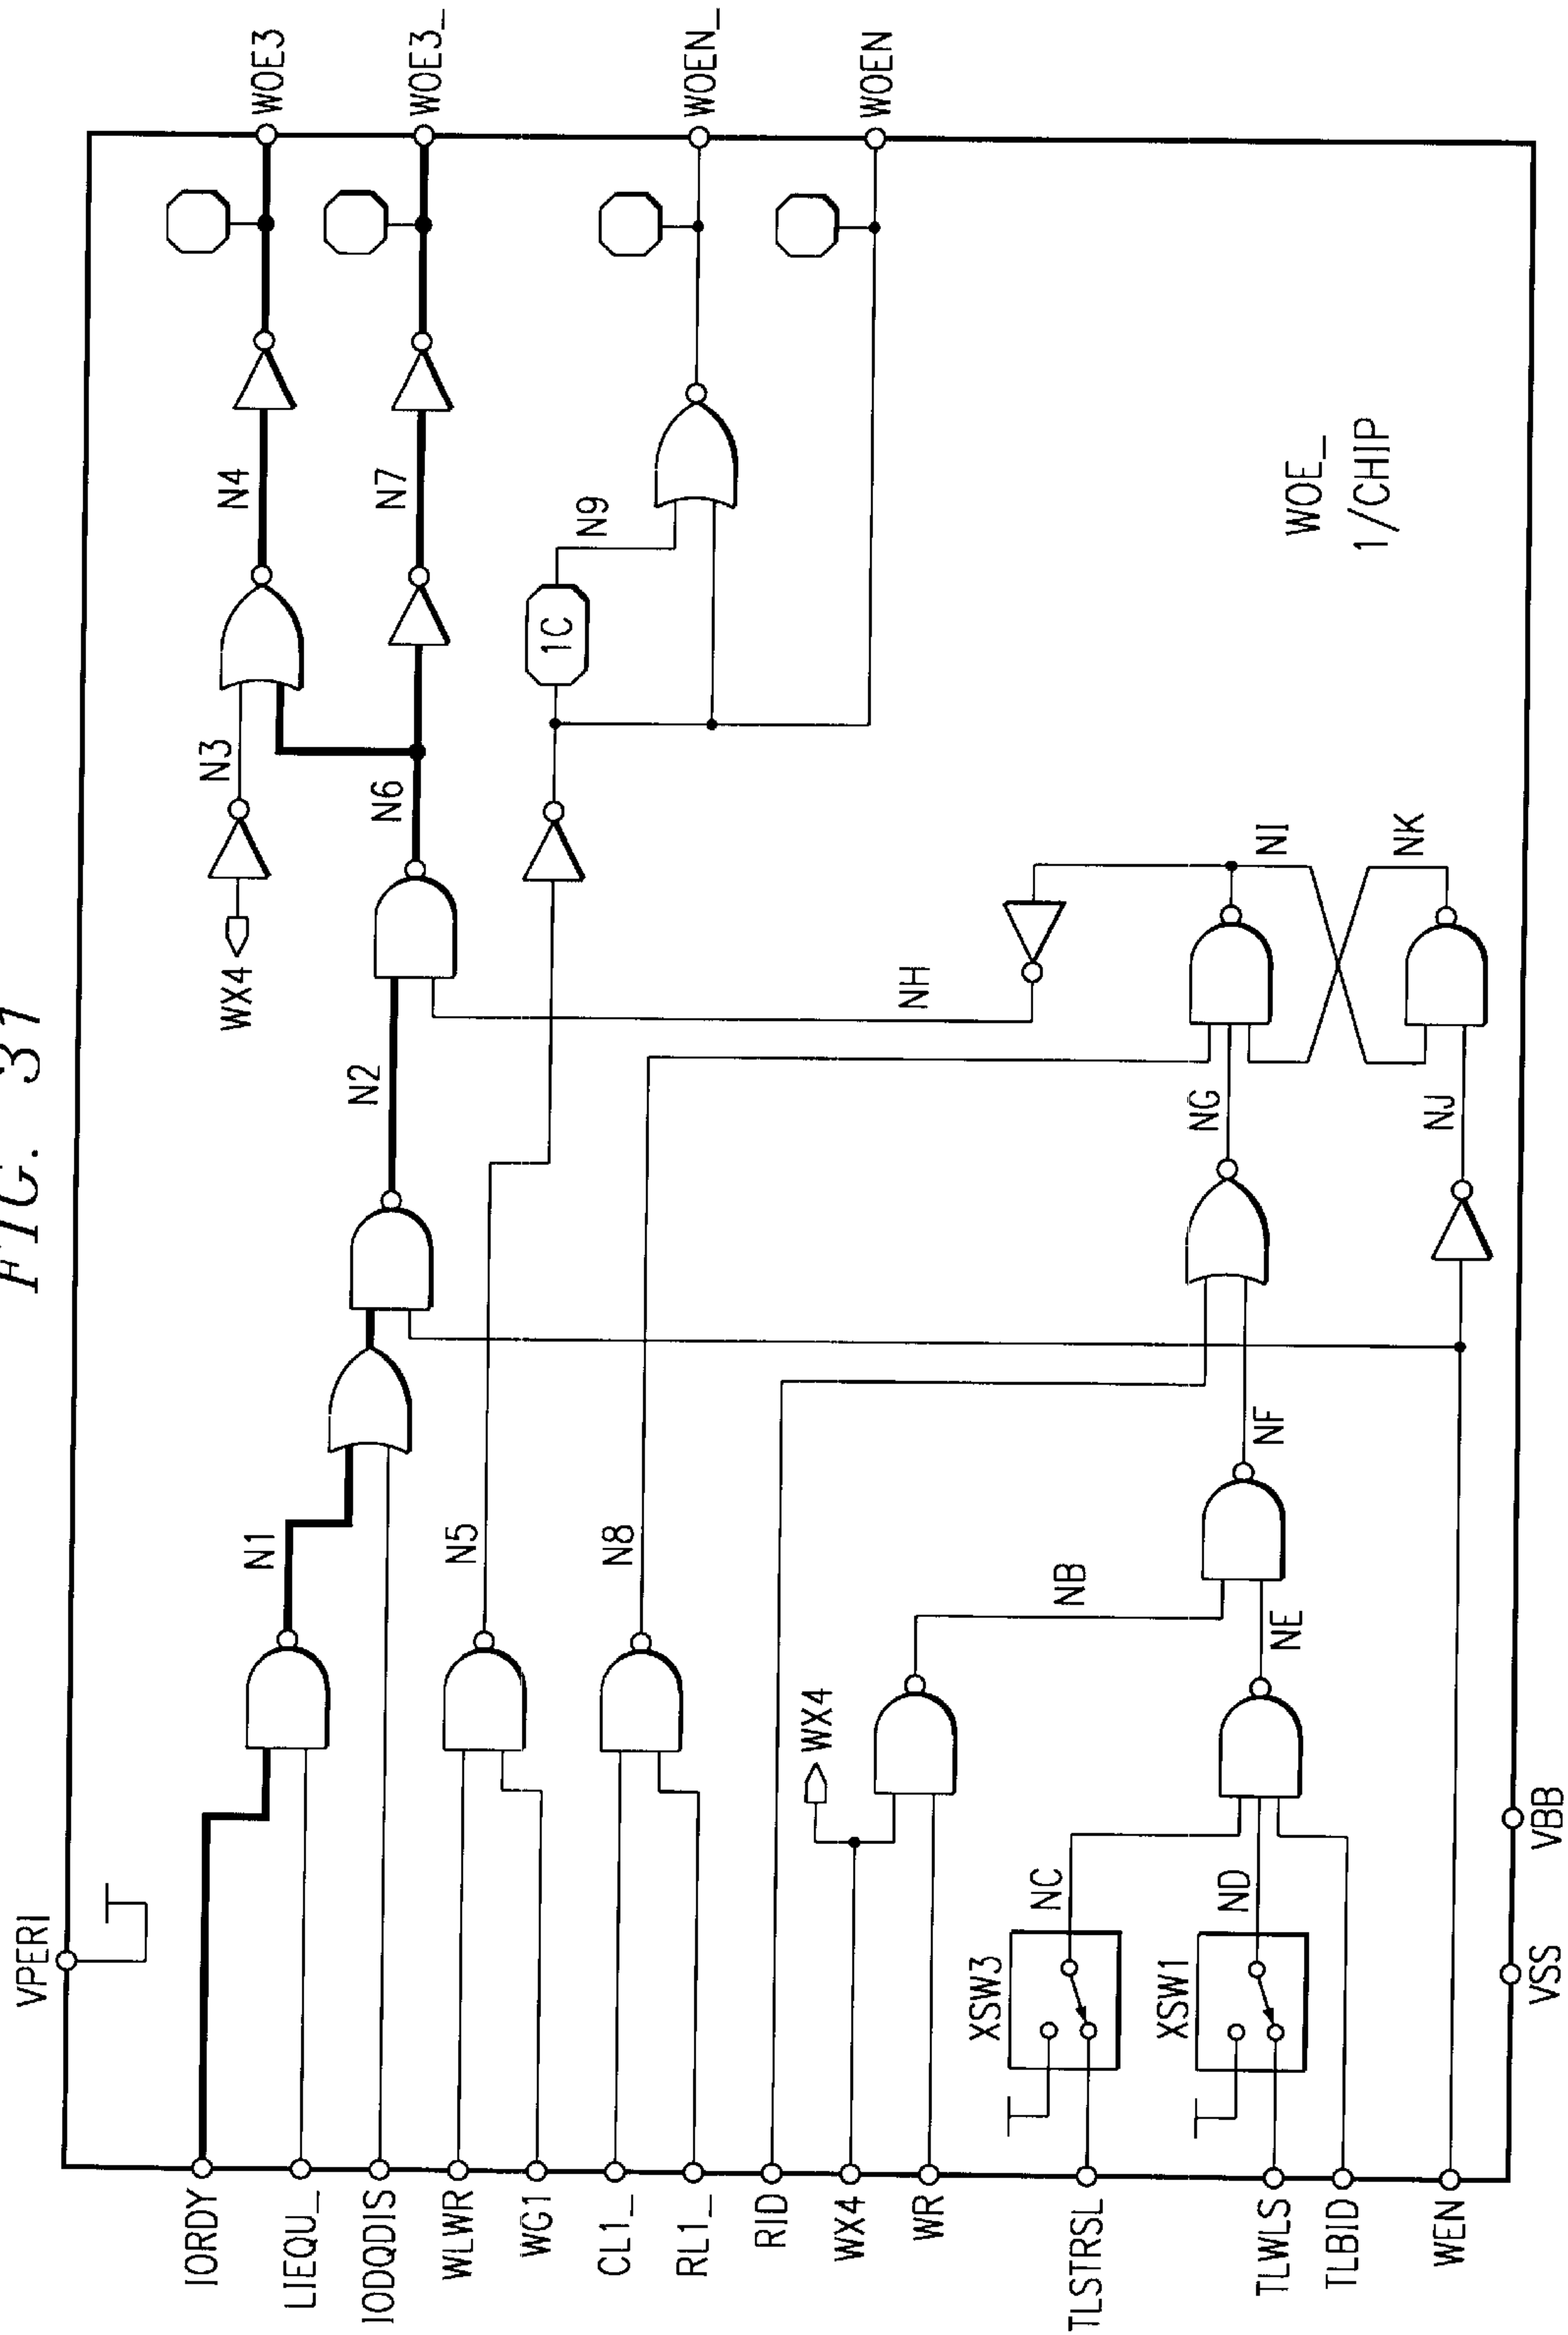 FIG. 31
VPERI
IORDY
LIEQU_
IODQDIS
WLWR
WG1
CL1_
RL1_
RID
WX4
WR
TLSTRSL
TLWLS
TLBID
WEN
N1
N2
N3
WX4
N4
N6
N7
N5
N8
1C
N9
WX4
NB
XSW3
NC
XSW1
ND
NE
NF
NG
NH
NI
NJ
NK
WOE3
WOE3_
WOEN_
WOEN
WOE_
1/CHIP
VSS
VBB